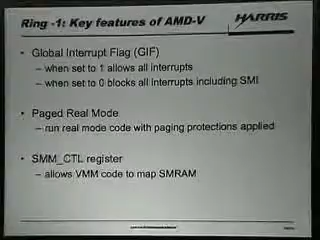 Ring -1: Key features of AMD-V
HARRIS
• Global Interrupt Flag (GIF)
– when set to 1 allows all interrupts
– when set to 0 blocks all interrupts including SMI
• Paged Real Mode
– run real mode code with paging protections applied
• SMM_CTL register
– allows VMM code to map SMRAM